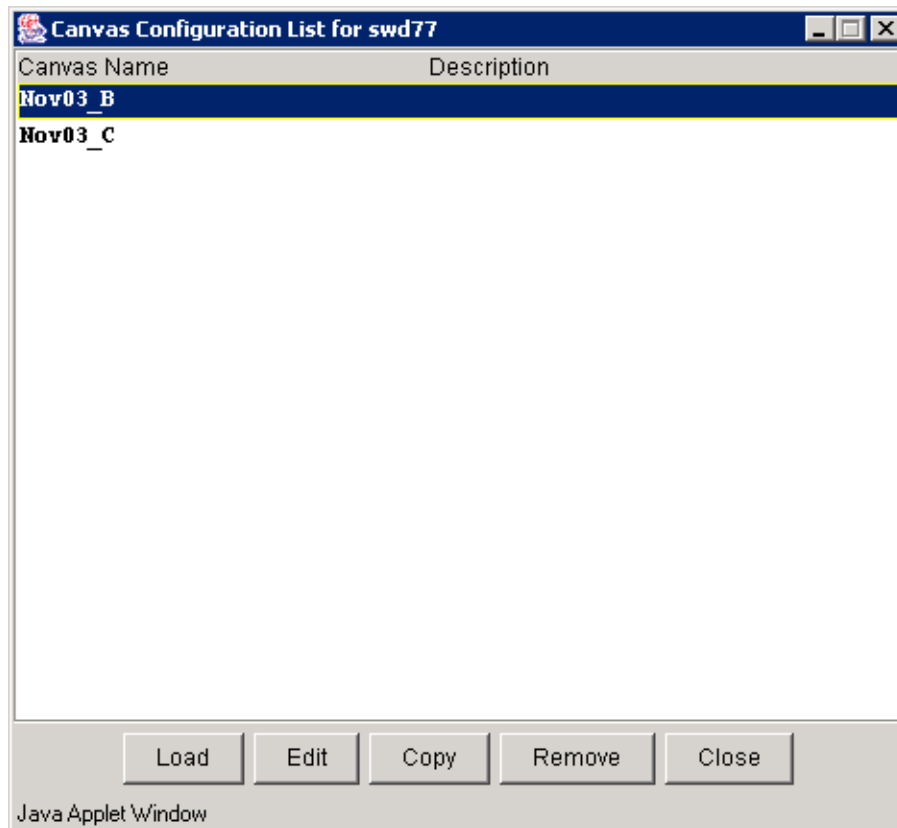 Canvas Configuration List for swd77
Canvas Name Description
Nov03_B
Nov03_C
Load Edit Copy Remove Close
Java Applet Window